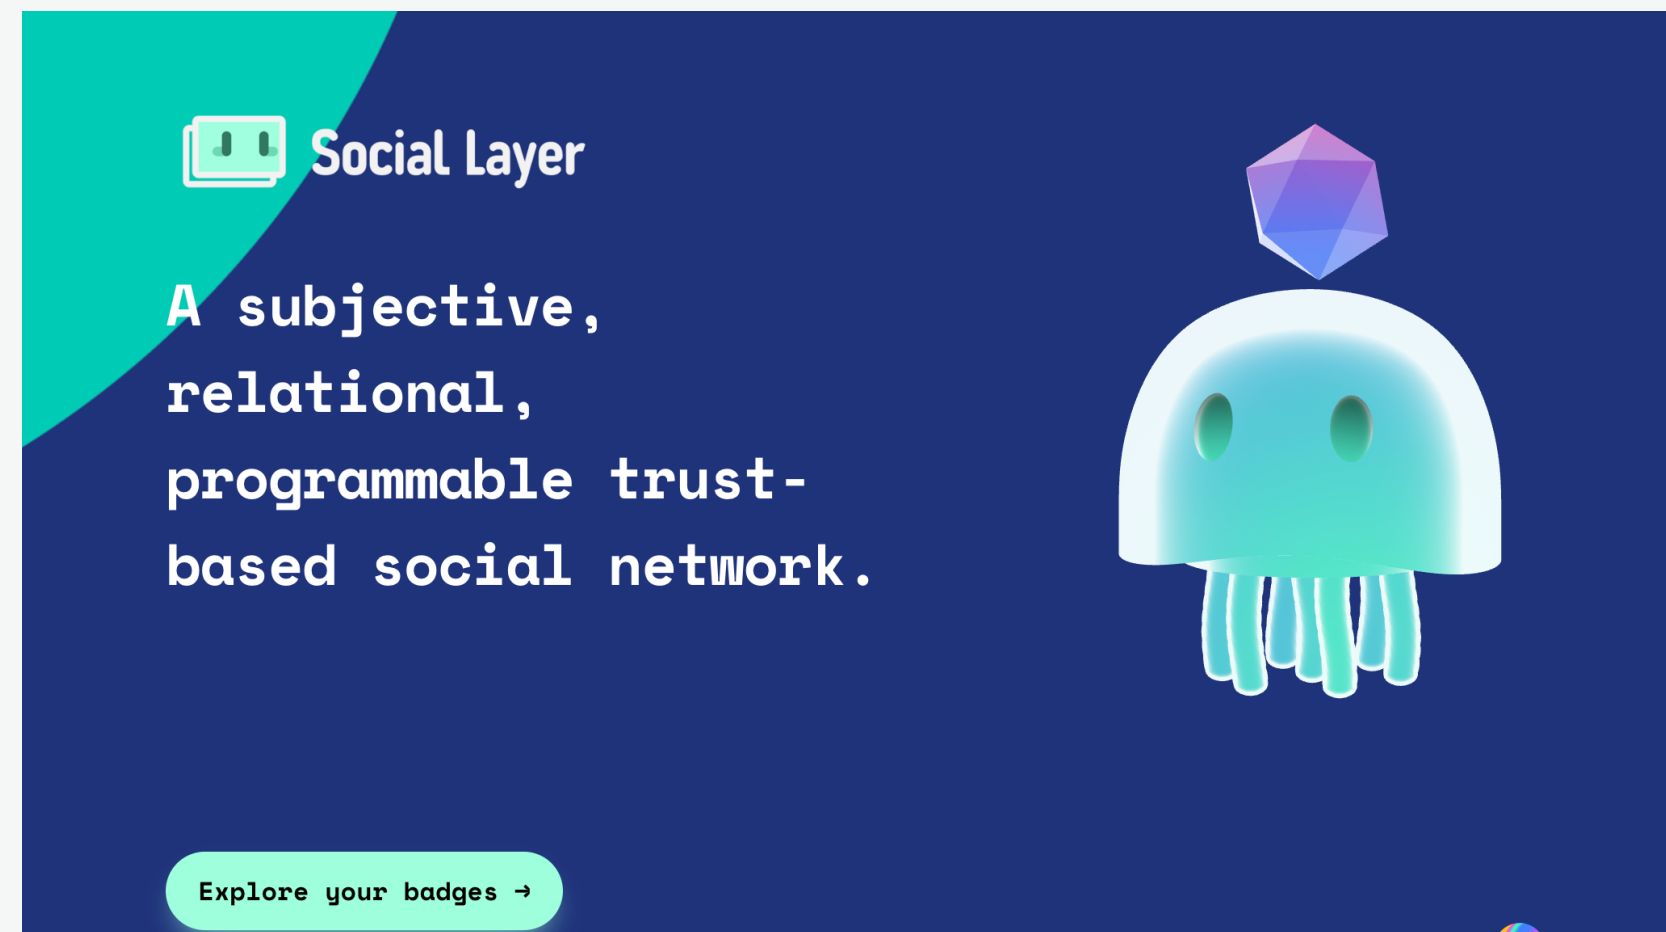 Social Layer
A subjective,
relational,
programmable trust-
based social network.
Explore your badges →